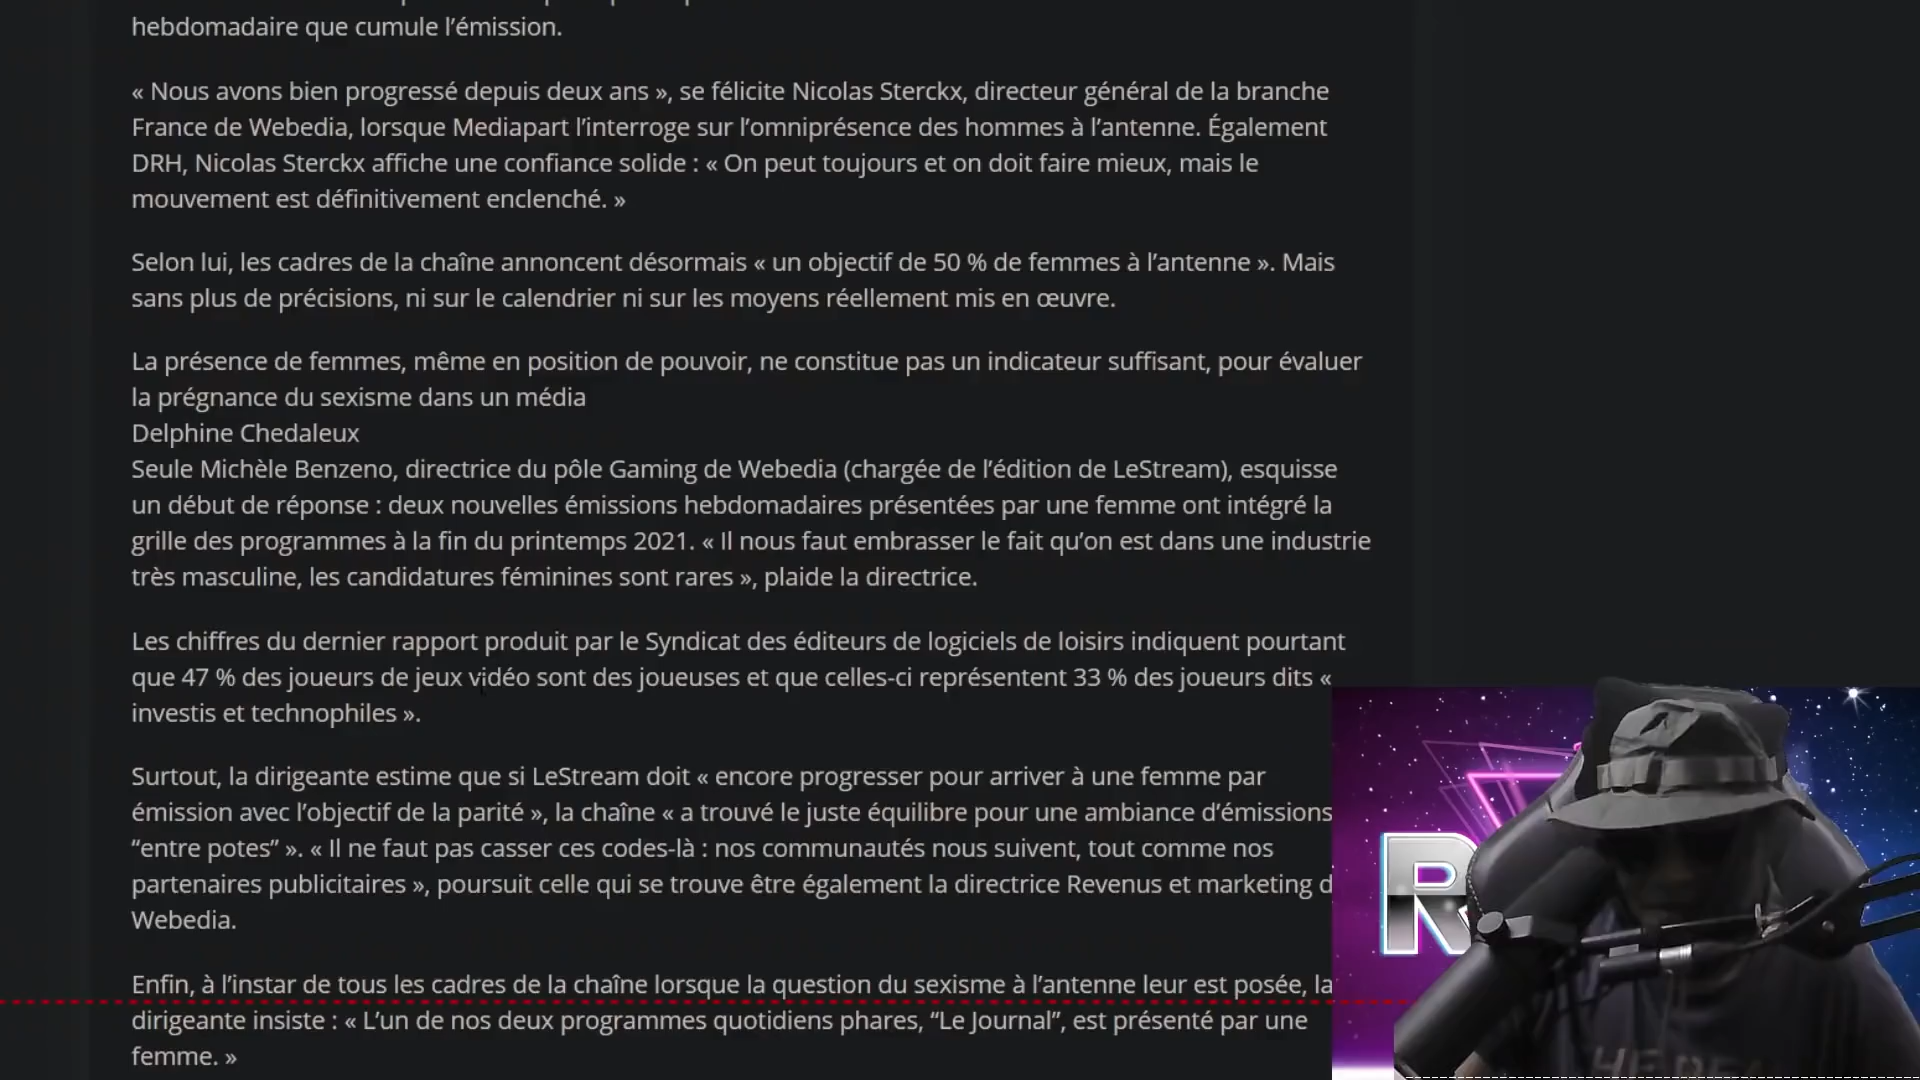 hebdomadaire que cumule l’émission.
« Nous avons bien progressé depuis deux ans », se félicite Nicolas Sterckx, directeur général de la branche
France de Webedia, lorsque Mediapart l’interroge sur l’omniprésence des hommes à l’antenne. Également
DRH, Nicolas Sterckx affiche une confiance solide : « On peut toujours et on doit faire mieux, mais le
mouvement est définitivement enclenché. »
Selon lui, les cadres de la chaîne annoncent désormais « un objectif de 50 % de femmes à l’antenne ». Mais
sans plus de précisions, ni sur le calendrier ni sur les moyens réellement mis en œuvre.
La présence de femmes, même en position de pouvoir, ne constitue pas un indicateur suffisant, pour évaluer
la prégnance du sexisme dans un média
Delphine Chedaleux
Seule Michèle Benzeno, directrice du pôle Gaming de Webedia (chargée de l’édition de LeStream), esquisse
un début de réponse : deux nouvelles émissions hebdomadaires présentées par une femme ont intégré la
grille des programmes à la fin du printemps 2021. « Il nous faut embrasser le fait qu’on est dans une industrie
très masculine, les candidatures féminines sont rares », plaide la directrice.
Les chiffres du dernier rapport produit par le Syndicat des éditeurs de logiciels de loisirs indiquent pourtant
que 47 % des joueurs de jeux vidéo sont des joueuses et que celles-ci représentent 33 % des joueurs dits «
investis et technophiles ».
Surtout, la dirigeante estime que si LeStream doit « encore progresser pour arriver à une femme par
émission avec l’objectif de la parité », la chaîne « a trouvé le juste équilibre pour une ambiance d’émissions
“entre potes” ». « Il ne faut pas casser ces codes-là : nos communautés nous suivent, tout comme nos
partenaires publicitaires », poursuit celle qui se trouve être également la directrice Revenus et marketing d
Webedia.
Enfin, à l’instar de tous les cadres de la chaîne lorsque la question du sexisme à l’antenne leur est posée, la
dirigeante insiste : « L’un de nos deux programmes quotidiens phares, “Le Journal”, est présenté par une
femme. »
R